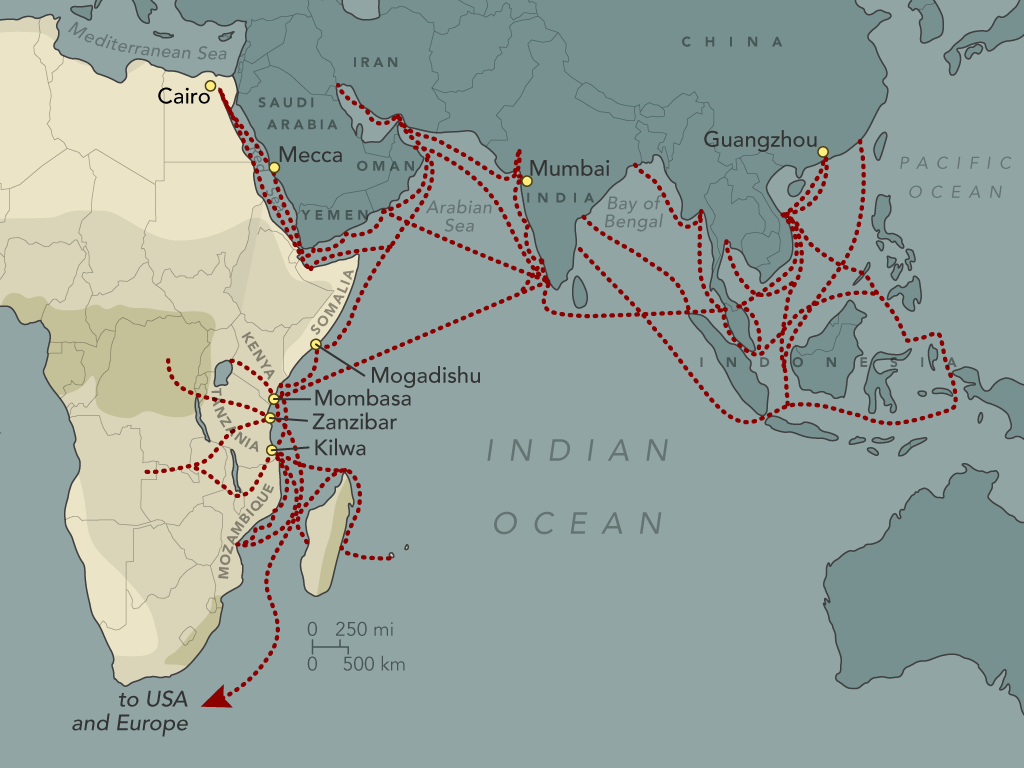 Mediterranean Sea
IRAN
CHINA
Cairo
SAUDI
ARABIA
Mecca
Red Sea
OMAN
YEMEN
Arabian
Sea
Mumbai
INDIA
Bay of
Bengal
Guangzhou
PACIFIC
OCEAN
SOMALIA
KENYA
TANZANIA
MOZAMBIQUE
Mogadishu
Mombasa
Zanzibar
Kilwa
INDONESIA
INDIAN
OCEAN
0 250 mi
0 500 km
to USA
and Europe